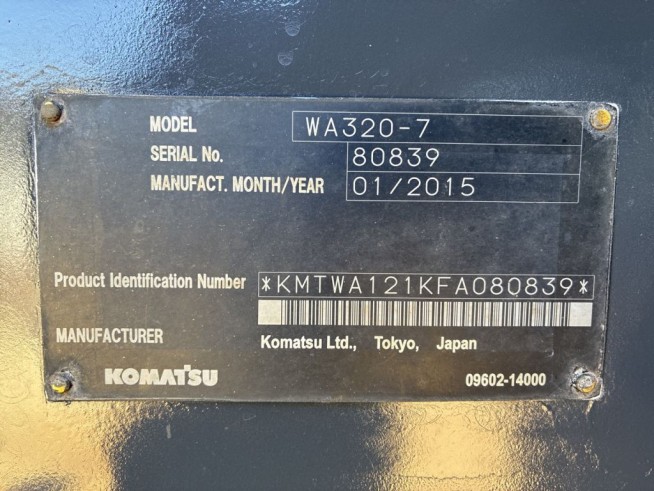 MODEL WA320-7
SERIAL No. 80839
MANUFACT. MONTH/YEAR 01/2015
Product Identification Number *KMTWA121KFA080839*
MANUFACTURER Komatsu Ltd., Tokyo, Japan
KOMATSU 09602-14000